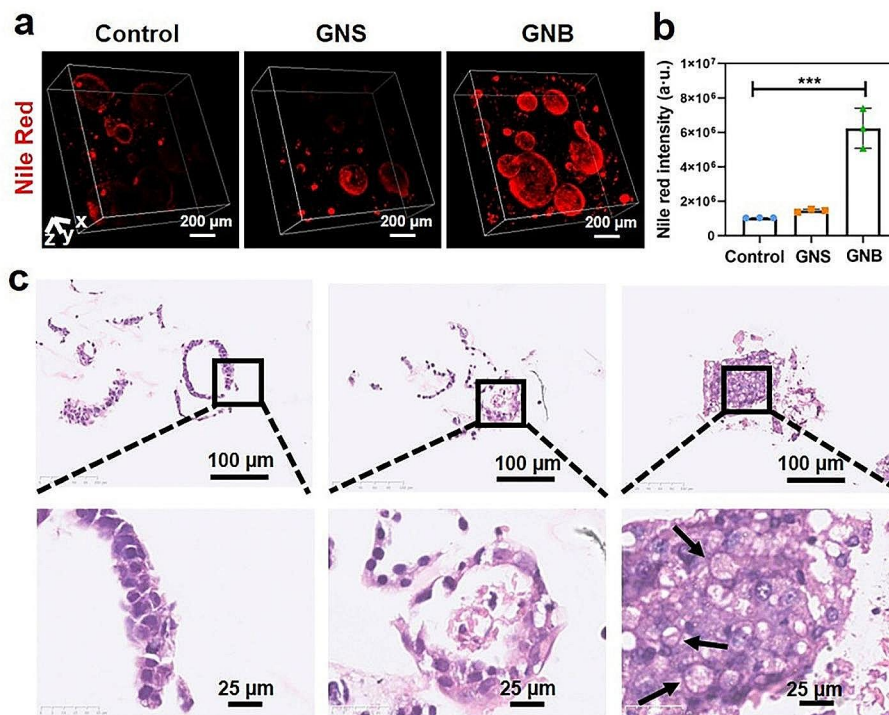 a
Control
GNS
GNB
Nile Red
x
z y
200 μm
200 μm
200 μm
b
Nile red intensity (a·u.)
1×10⁷
8×10⁶
6×10⁶
4×10⁶
2×10⁶
0
***
Control
GNS
GNB
c
100 μm
100 μm
100 μm
25 μm
25 μm
25 μm